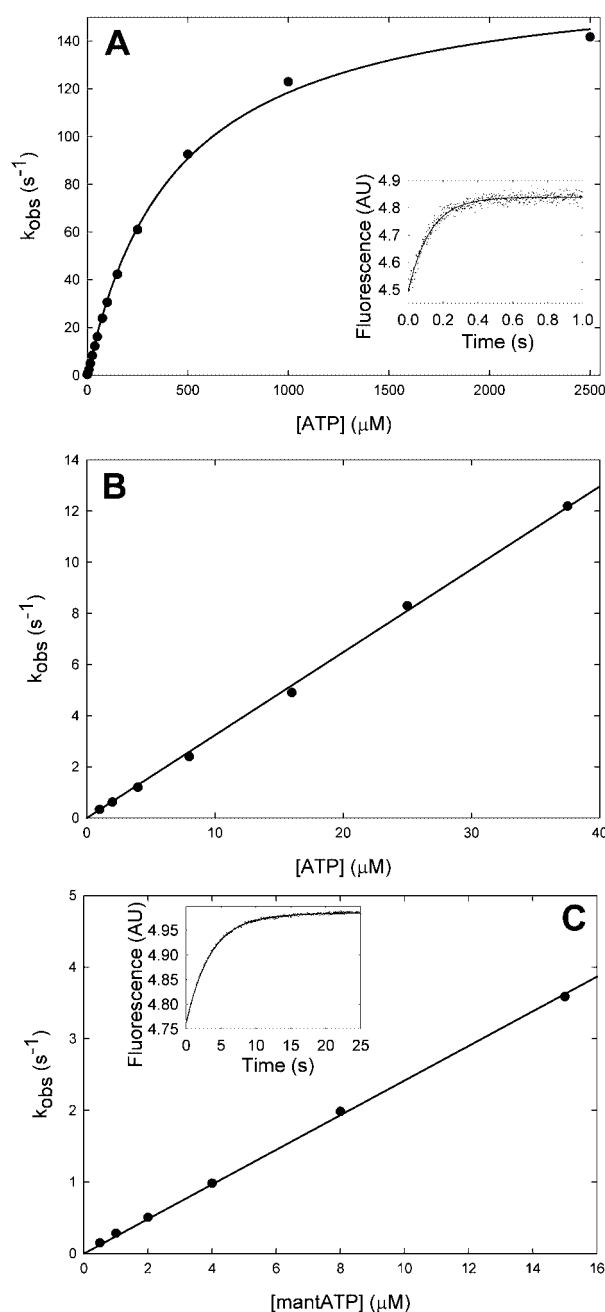 A
140
120
100
80
60
40
20
0
k_obs (s⁻¹)
0 500 1000 1500 2000 2500
[ATP] (μM)
4.9
4.8
4.7
4.6
4.5
Fluorescence (AU)
0.0 0.2 0.4 0.6 0.8 1.0
Time (s)
B
14
12
10
8
6
4
2
0
k_obs (s⁻¹)
0 10 20 30 40
[ATP] (μM)
C
5
4
3
2
1
0
k_obs (s⁻¹)
0 2 4 6 8 10 12 14 16
[mantATP] (μM)
4.95
4.90
4.85
4.80
4.75
Fluorescence (AU)
0 5 10 15 20 25
Time (s)